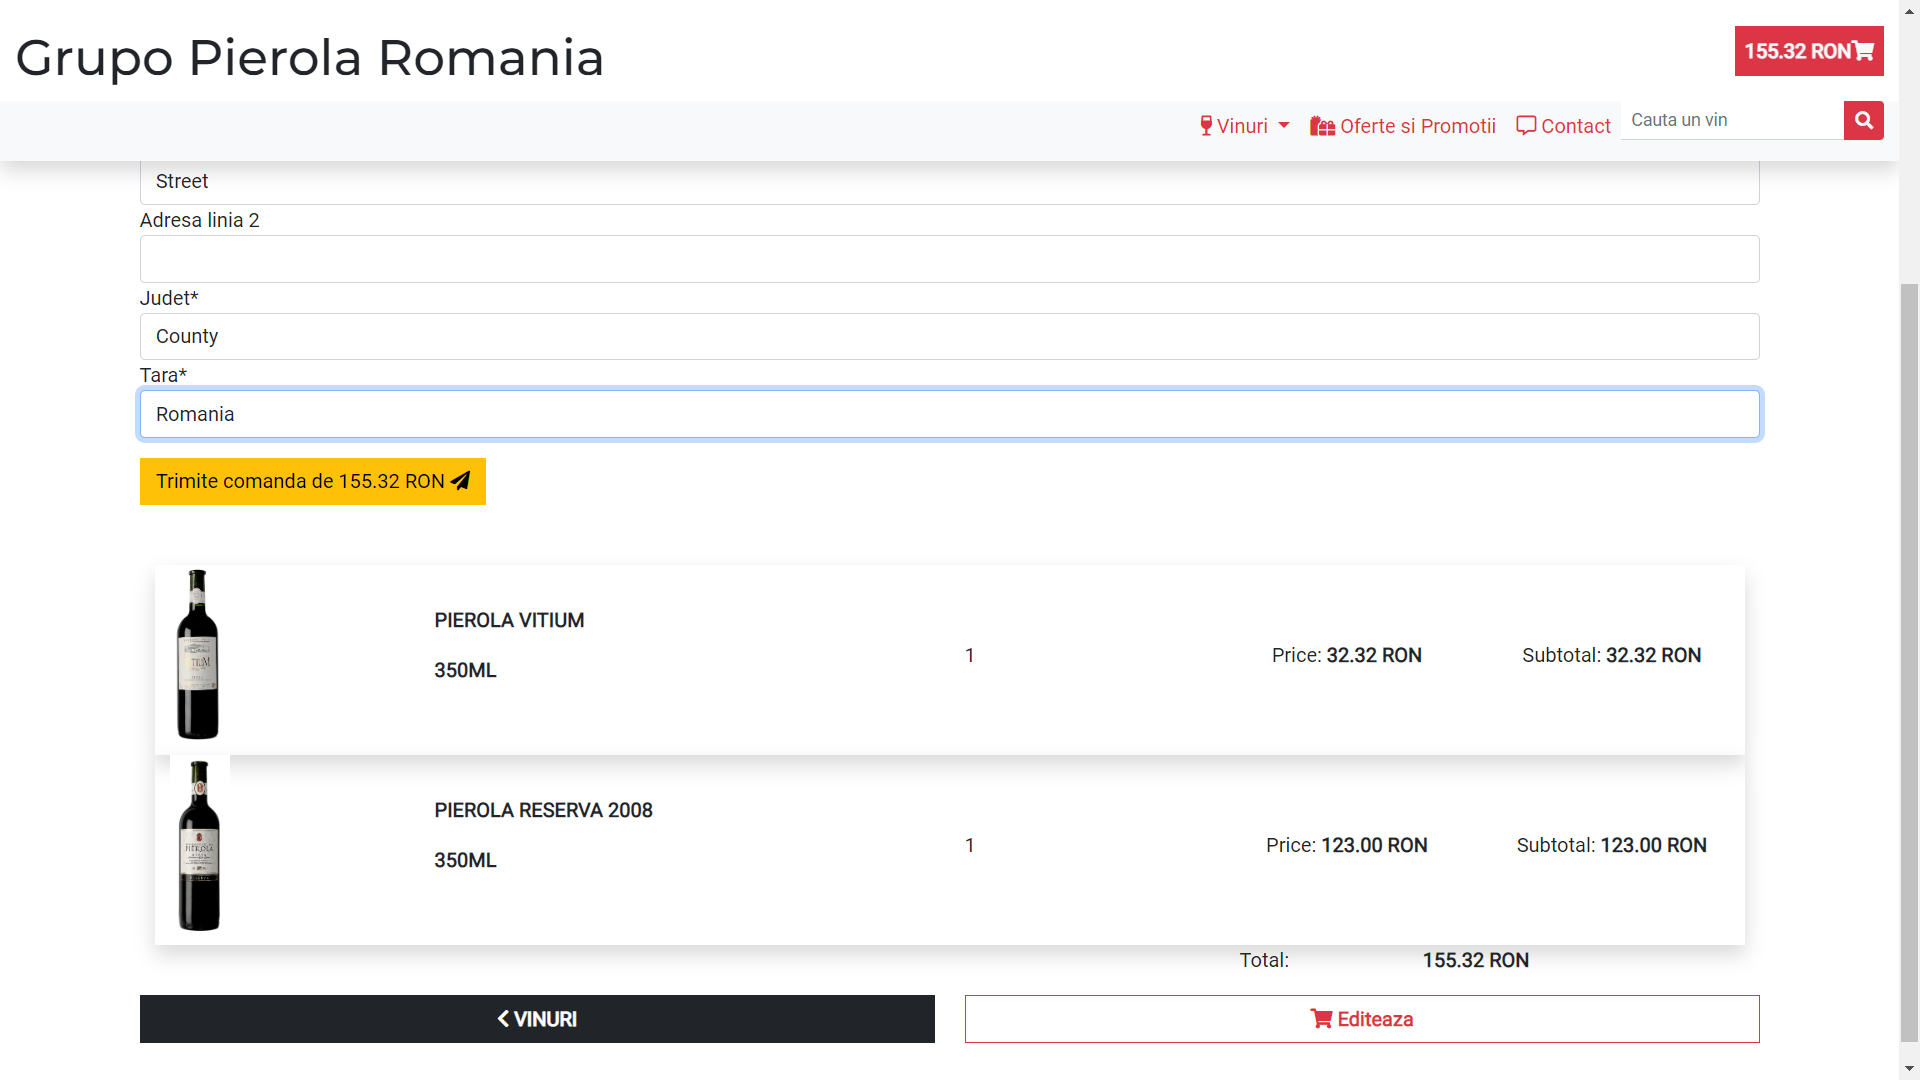 Grupo Pierola Romania
155.32 RON
Vinuri
Oferte si Promotii
Contact
Cauta un vin
Street
Adresa linia 2
Judet*
County
Tara*
Romania
Trimite comanda de 155.32 RON
PIEROLA VITIUM
350ML
1
Price: 32.32 RON
Subtotal: 32.32 RON
PIEROLA RESERVA 2008
350ML
1
Price: 123.00 RON
Subtotal: 123.00 RON
Total: 155.32 RON
VINURI
Editeaza